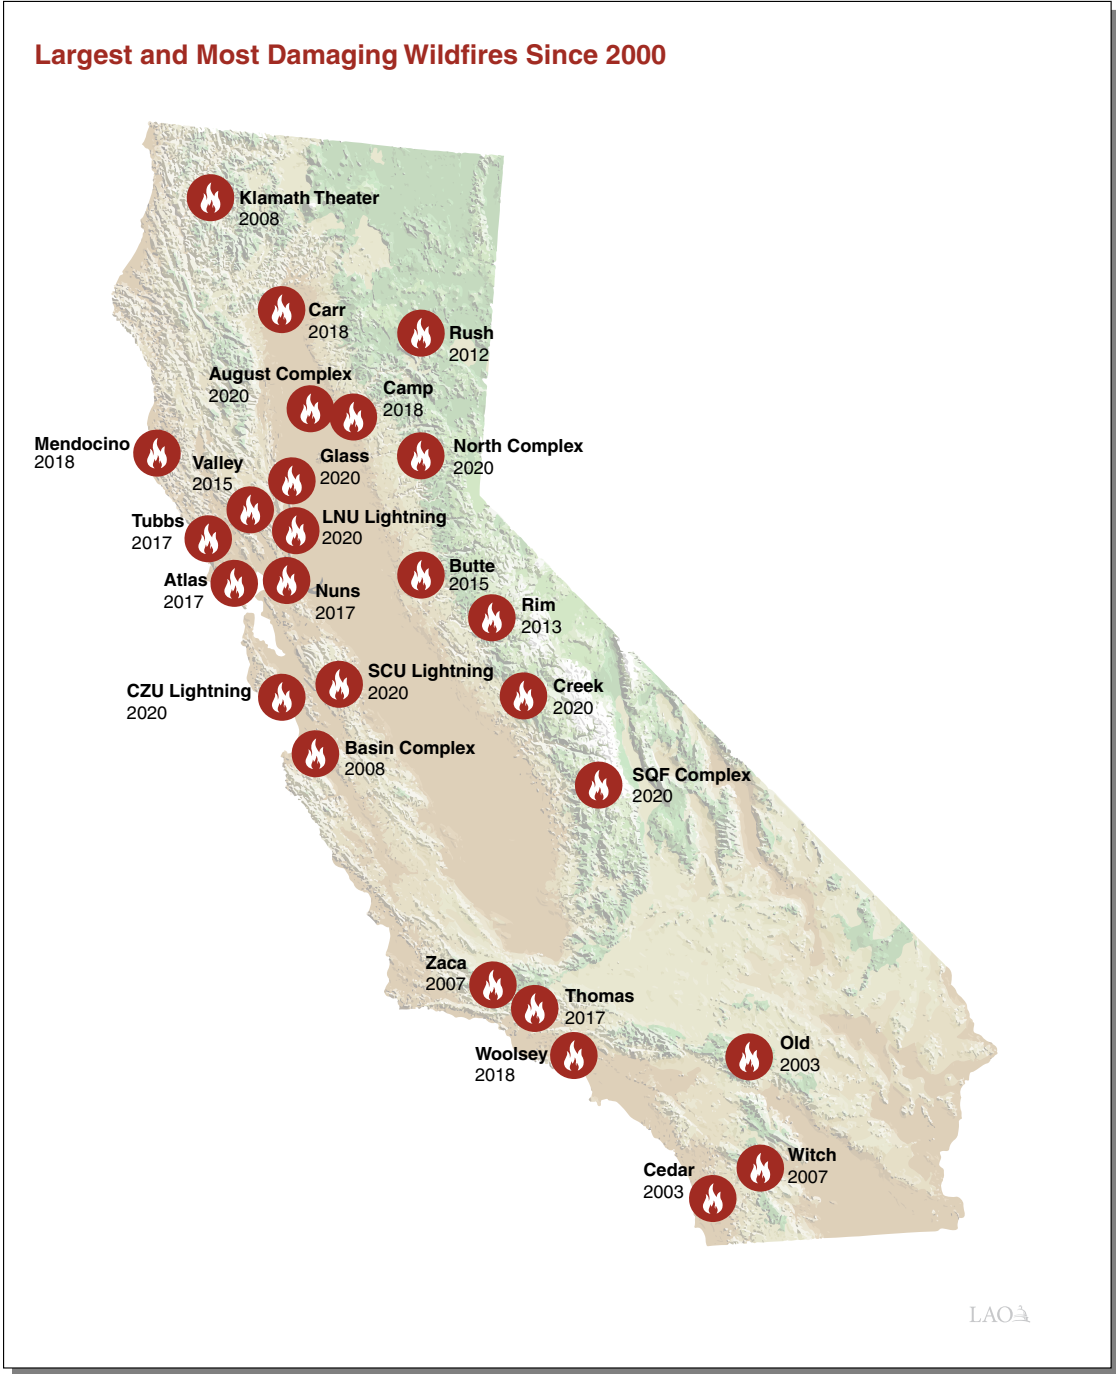 Largest and Most Damaging Wildfires Since 2000
Klamath Theater
2008
Carr
2018
Rush
2012
August Complex
2020
Camp
2018
Mendocino
2018
North Complex
2020
Valley
2015
Glass
2020
Tubbs
2017
LNU Lightning
2020
Atlas
2017
Nuns
2017
Butte
2015
Rim
2013
SCU Lightning
2020
CZU Lightning
2020
Creek
2020
Basin Complex
2008
SQF Complex
2020
Zaca
2007
Thomas
2017
Woolsey
2018
Old
2003
Witch
2007
Cedar
2003
LAO